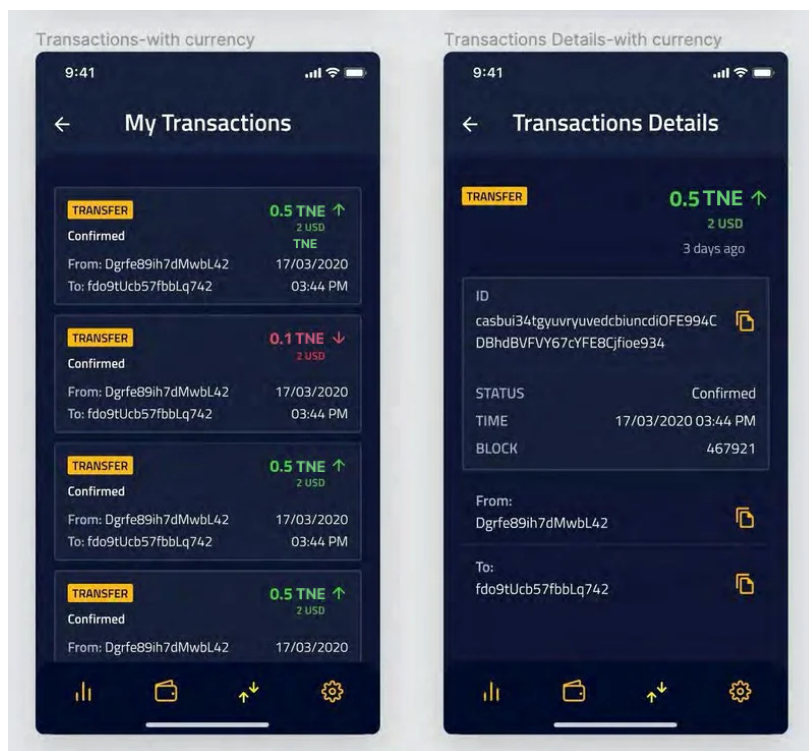 Transactions-with currency
9:41
My Transactions
TRANSFER
0.5 TNE ↑
2 USD
Confirmed
TNE
From: Dgrfe89ih7dMwbL42
17/03/2020
To: fdo9tUcb57fbbLq742
03:44 PM
TRANSFER
0.1 TNE ↓
2 USD
Confirmed
From: Dgrfe89ih7dMwbL42
17/03/2020
To: fdo9tUcb57fbbLq742
03:44 PM
TRANSFER
0.5 TNE ↑
2 USD
Confirmed
From: Dgrfe89ih7dMwbL42
17/03/2020
To: fdo9tUcb57fbbLq742
03:44 PM
TRANSFER
0.5 TNE ↑
2 USD
Confirmed
From: Dgrfe89ih7dMwbL42
17/03/2020
Transactions Details-with currency
9:41
Transactions Details
TRANSFER
0.5 TNE ↑
2 USD
3 days ago
ID
casbui34tgyuvryuvedcbiuncdiOFE994C
DBhdBVFVY67cYFE8Cjfioe934
STATUS
Confirmed
TIME
17/03/2020 03:44 PM
BLOCK
467921
From:
Dgrfe89ih7dMwbL42
To:
fdo9tUcb57fbbLq742